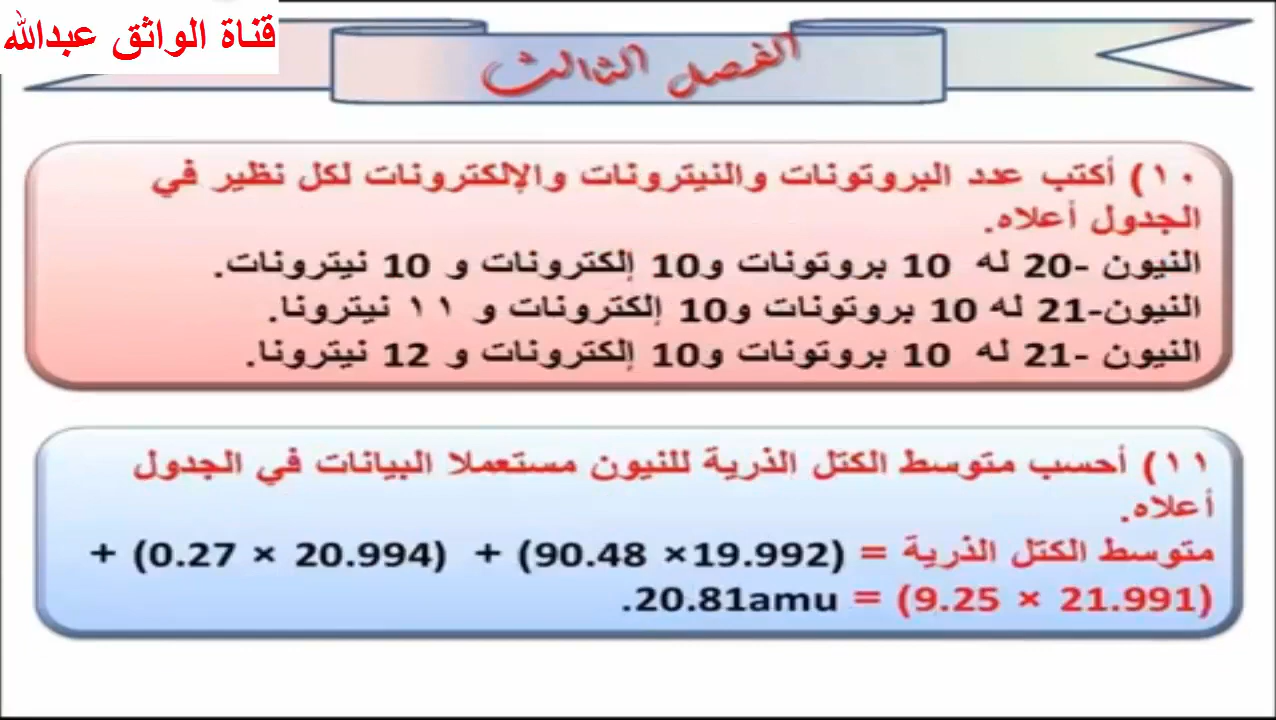 قناة الواثق عبدالله
الفصل الثالث
١٠) أكتب عدد البروتونات والنيترونات والإلكترونات لكل نظير في
الجدول أعلاه.
النيون -20 له 10 بروتونات و10 إلكترونات و 10 نيترونات.
النيون-21 له 10 بروتونات و10 إلكترونات و ١١ نيترونا.
النيون -21 له 10 بروتونات و10 إلكترونات و 12 نيترونا.
١١) أحسب متوسط الكتل الذرية للنيون مستعملا البيانات في الجدول
أعلاه.
متوسط الكتل الذرية = (90.48 ×19.992) + (0.27 × 20.994) +
(9.25 × 21.991) = 20.81amu.